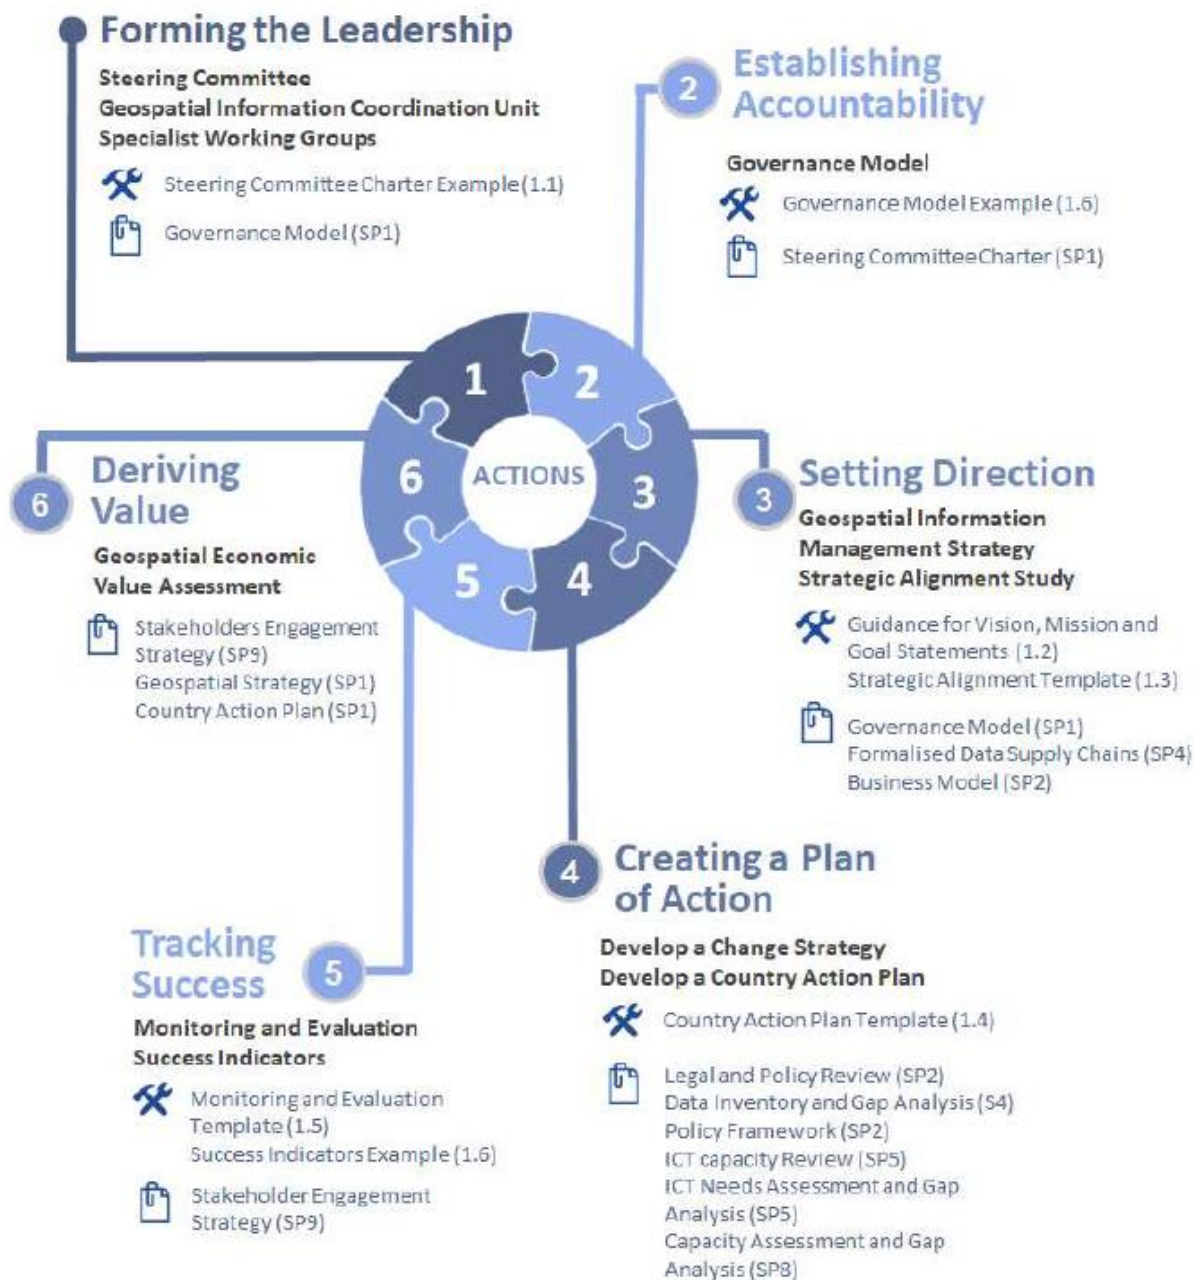 Forming the Leadership
Steering Committee
Geospatial Information Coordination Unit
Specialist Working Groups
Steering Committee Charter Example (1.1)
Governance Model (SP1)
2
Establishing
Accountability
Governance Model
Governance Model Example (1.6)
Steering Committee Charter (SP1)
1
2
3
4
5
6
ACTIONS
3
Setting Direction
Geospatial Information
Management Strategy
Strategic Alignment Study
Guidance for Vision, Mission and
Goal Statements (1.2)
Strategic Alignment Template (1.3)
Governance Model (SP1)
Formalised Data Supply Chains (SP4)
Business Model (SP2)
4
Creating a Plan
of Action
Develop a Change Strategy
Develop a Country Action Plan
Country Action Plan Template (1.4)
Legal and Policy Review (SP2)
Data Inventory and Gap Analysis (S4)
Policy Framework (SP2)
ICT capacity Review (SP5)
ICT Needs Assessment and Gap
Analysis (SP5)
Capacity Assessment and Gap
Analysis (SP8)
Tracking
Success
5
Monitoring and Evaluation
Success Indicators
Monitoring and Evaluation
Template (1.5)
Success Indicators Example (1.6)
Stakeholder Engagement
Strategy (SP9)
6
Deriving
Value
Geospatial Economic
Value Assessment
Stakeholders Engagement
Strategy (SP9)
Geospatial Strategy (SP1)
Country Action Plan (SP1)